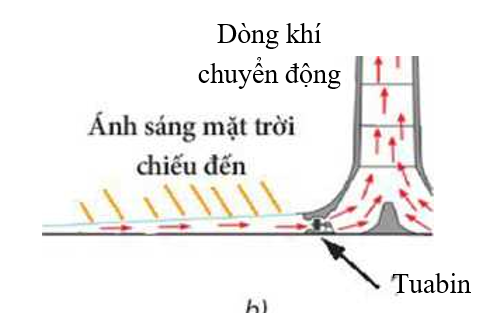 Dòng khí
chuyển động
Ánh sáng mặt trời
chiếu đến
Tuabin
b)